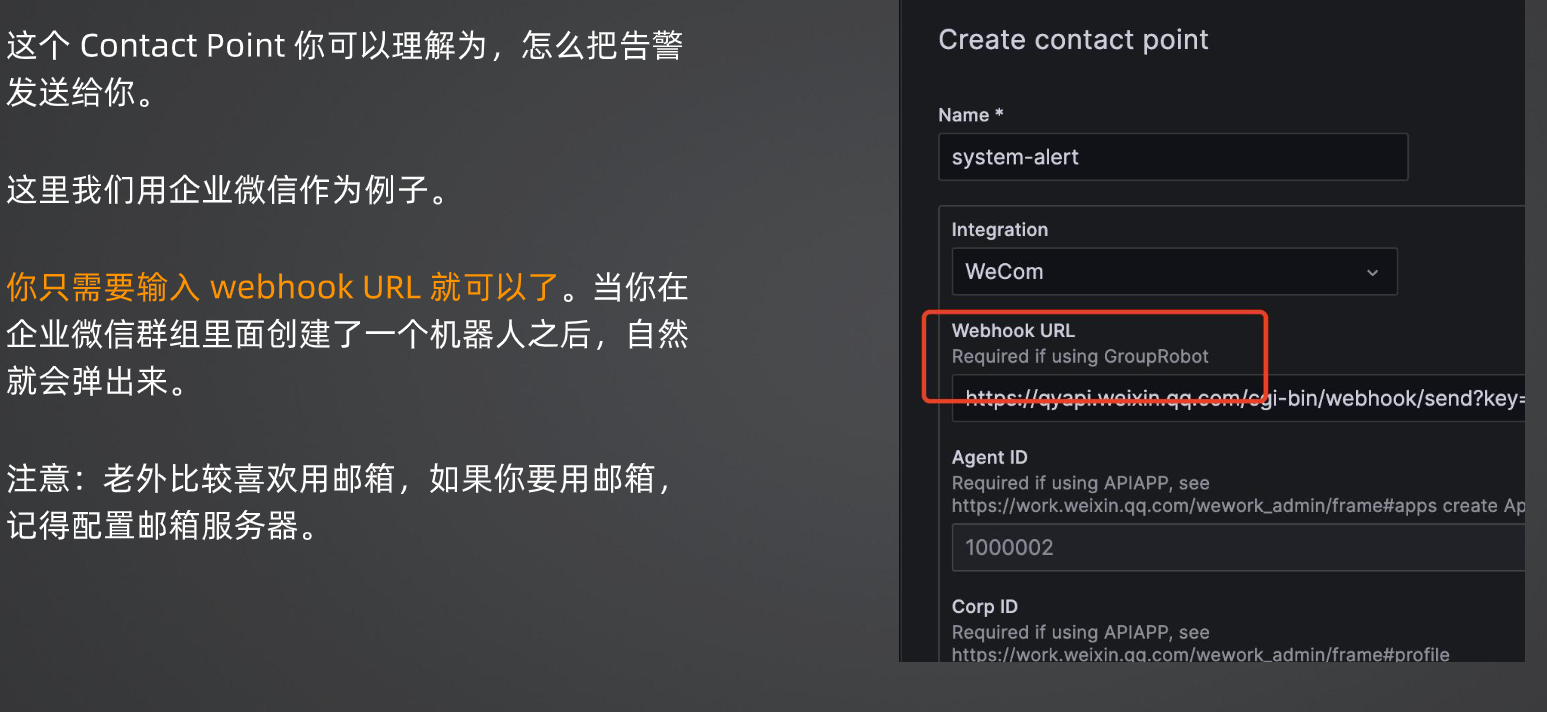 这个 Contact Point 你可以理解为，怎么把告警
发送给你。
这里我们用企业微信作为例子。
你只需要输入 webhook URL 就可以了。当你在
企业微信群组里面创建了一个机器人之后，自然
就会弹出来。
注意：老外比较喜欢用邮箱，如果你要用邮箱，
记得配置邮箱服务器。
Create contact point
Name *
system-alert
Integration
WeCom
Webhook URL
Required if using GroupRobot
https://qyapi.weixin.qq.com/cgi-bin/webhook/send?key=
Agent ID
Required if using APIAPP, see
https://work.weixin.qq.com/wework_admin/frame#apps create Ap
1000002
Corp ID
Required if using APIAPP, see
https://work.weixin.qq.com/wework_admin/frame#profile